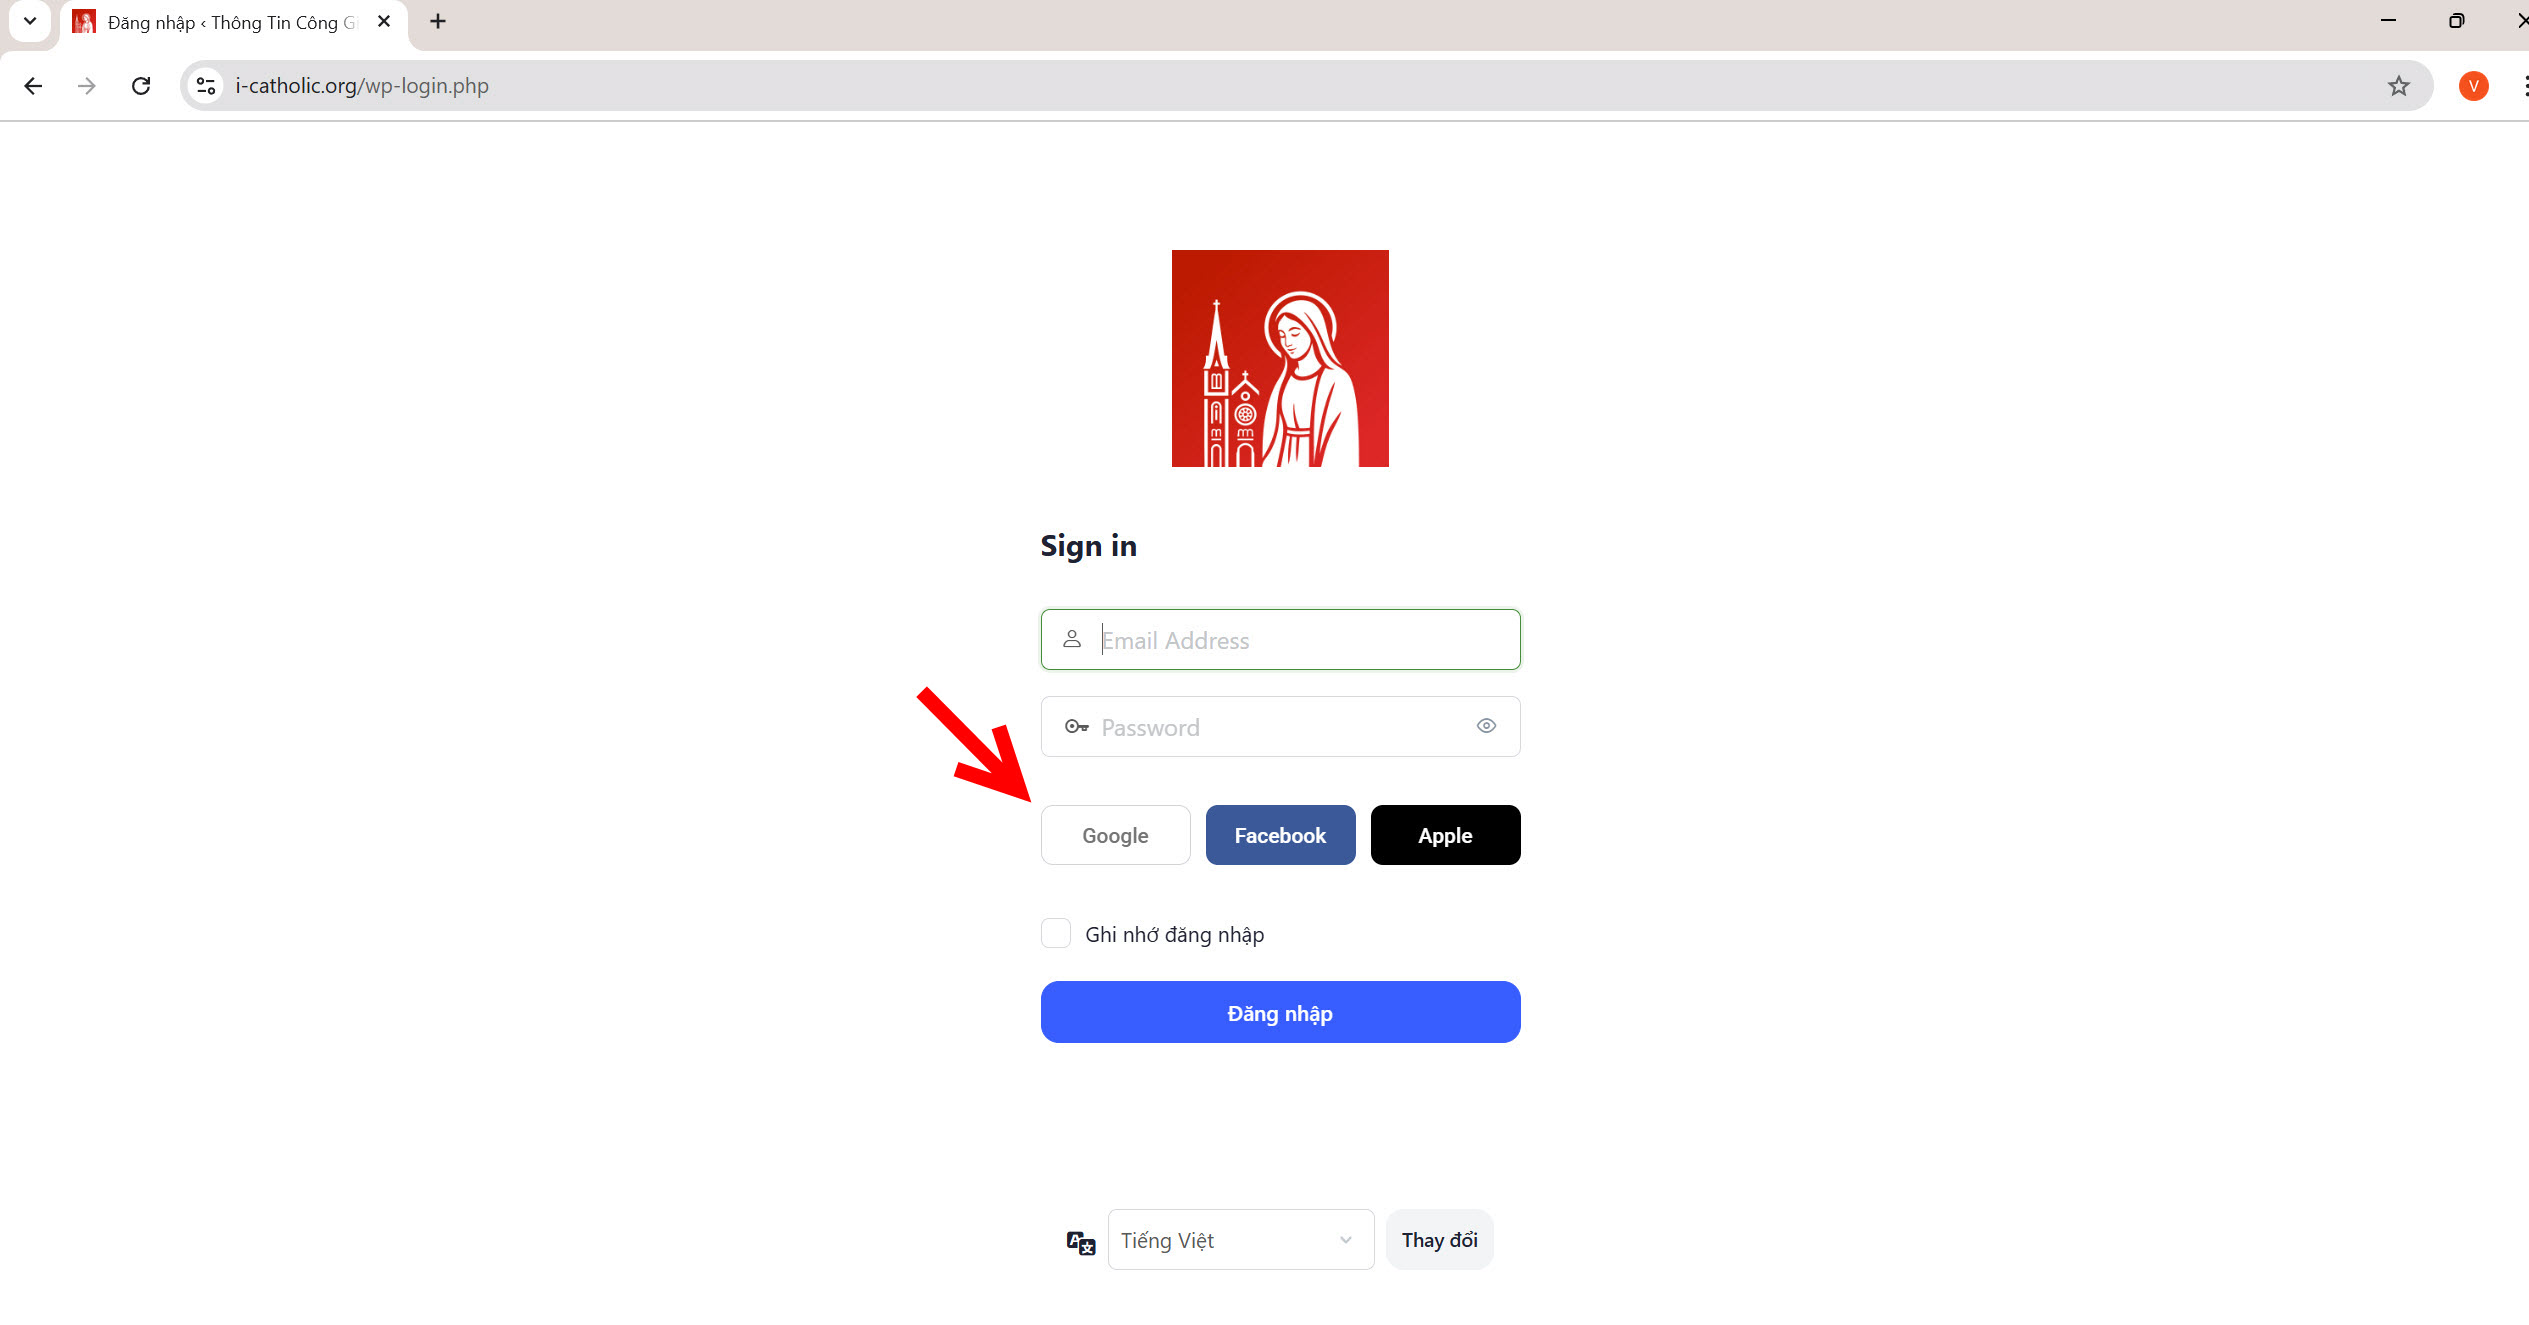 Đăng nhập ‹ Thông Tin Công Gi
i-catholic.org/wp-login.php
V
Sign in
Email Address
Password
Google
Facebook
Apple
Ghi nhớ đăng nhập
Đăng nhập
Tiếng Việt
Thay đổi